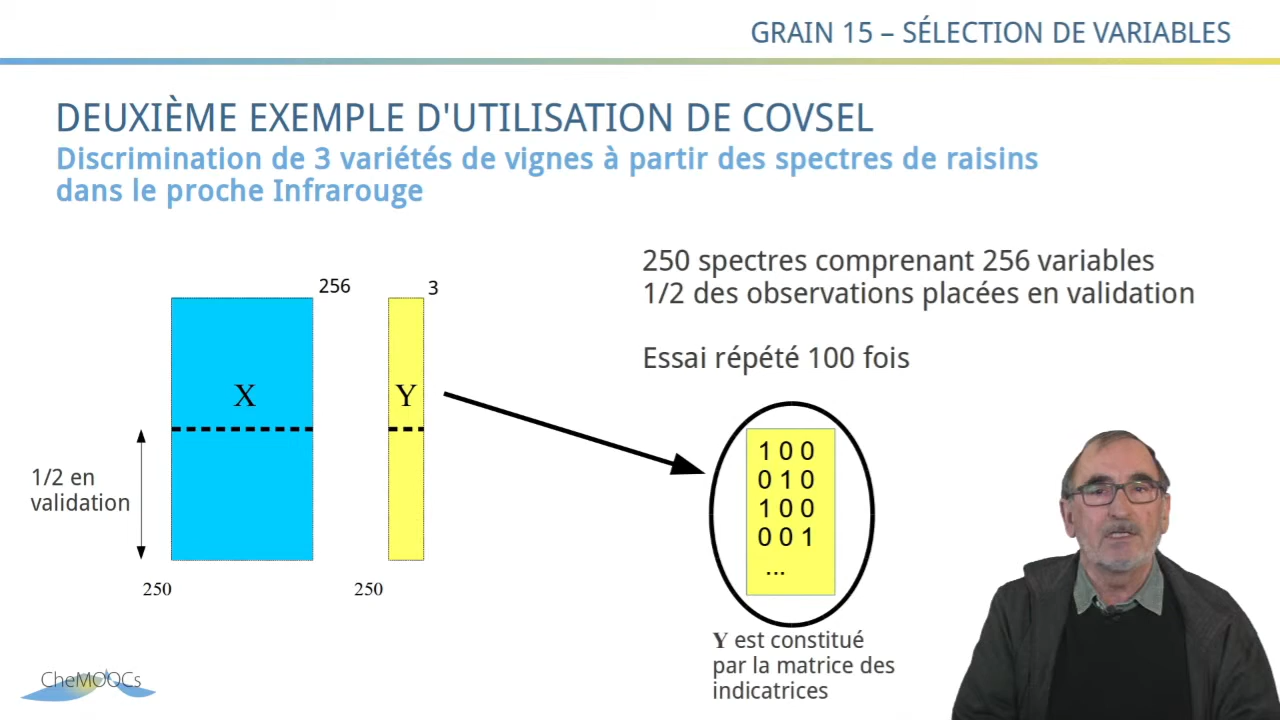 GRAIN 15 – SÉLECTION DE VARIABLES
DEUXIÈME EXEMPLE D'UTILISATION DE COVSEL
Discrimination de 3 variétés de vignes à partir des spectres de raisins
dans le proche Infrarouge
250 spectres comprenant 256 variables
1/2 des observations placées en validation
Essai répété 100 fois
256
3
X
Y
1/2 en
validation
250
250
1 0 0
0 1 0
1 0 0
0 0 1
...
Y est constitué
par la matrice des
indicatrices
CheMOOCs